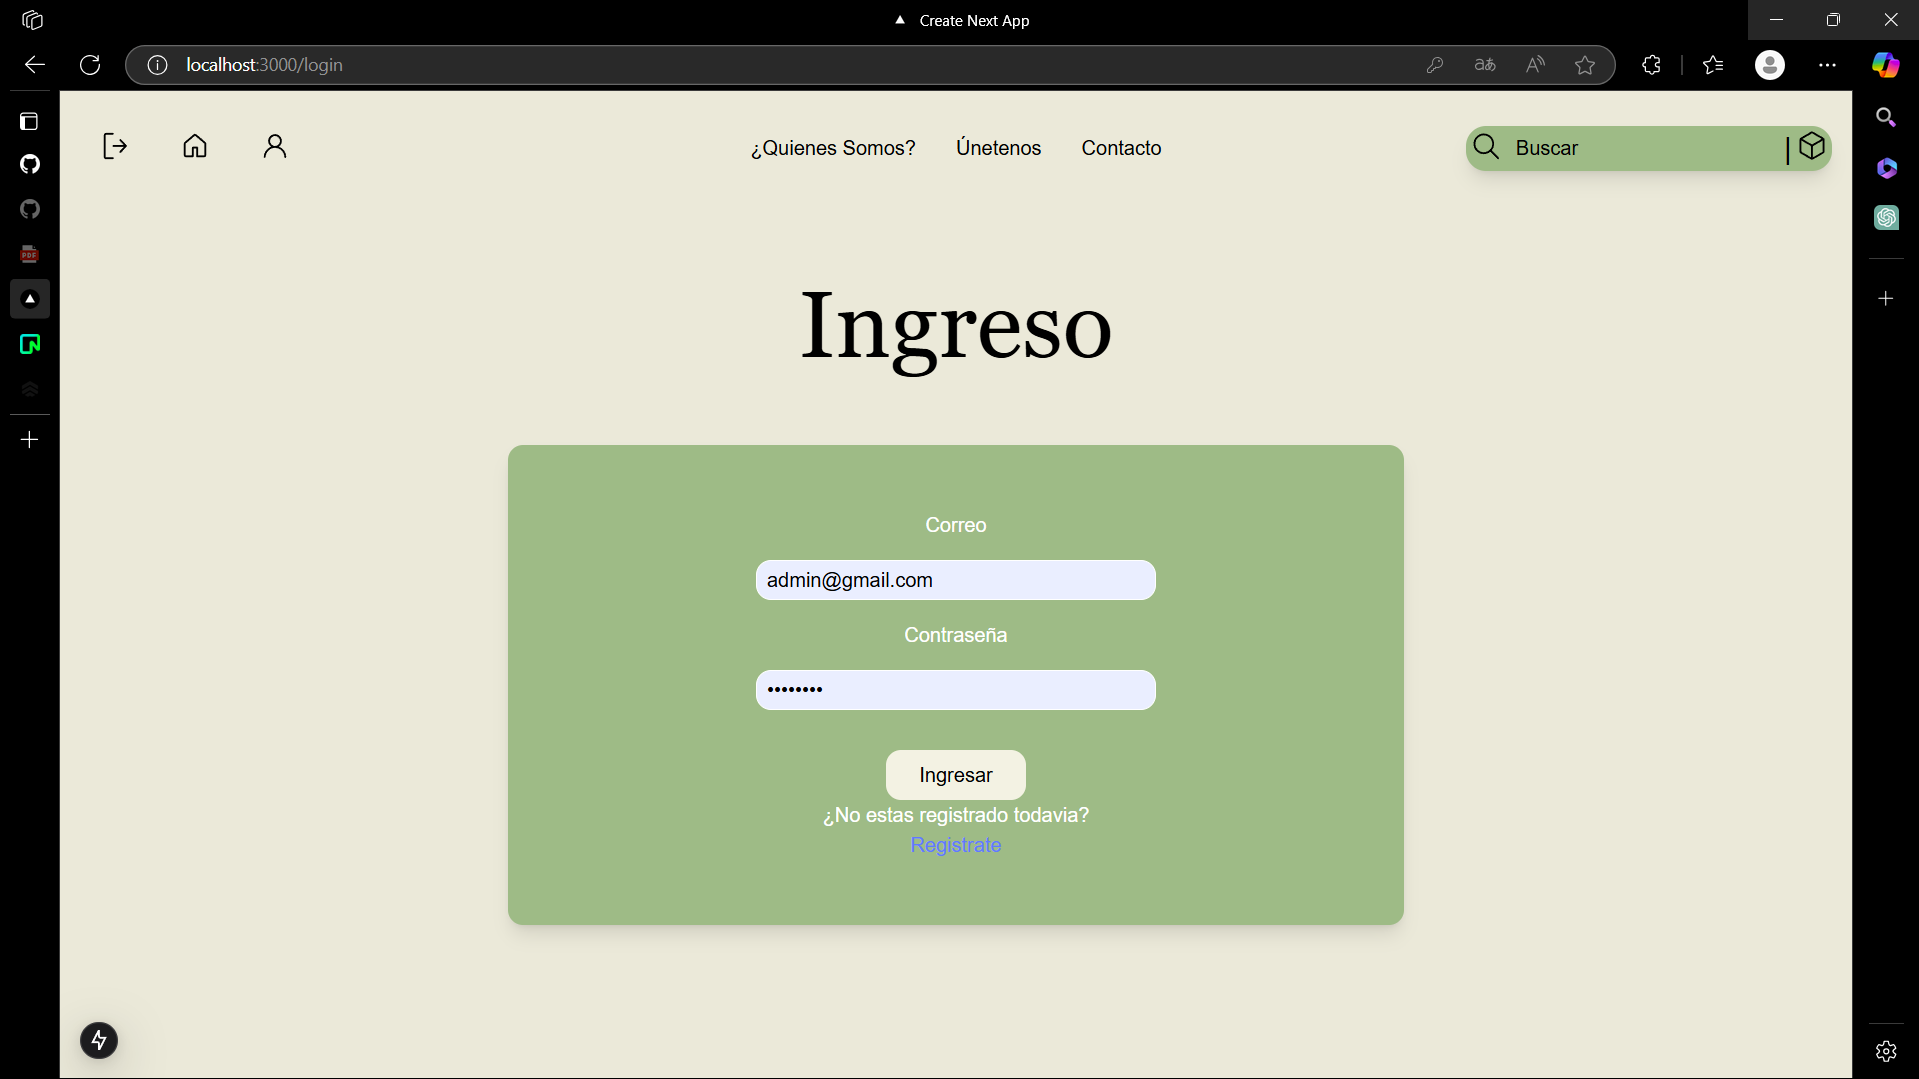 Create Next App
localhost:3000/login
¿Quienes Somos? Únetenos Contacto
Buscar
Ingreso
Correo
admin@gmail.com
Contraseña
Ingresar
¿No estas registrado todavia?
Registrate
PDF